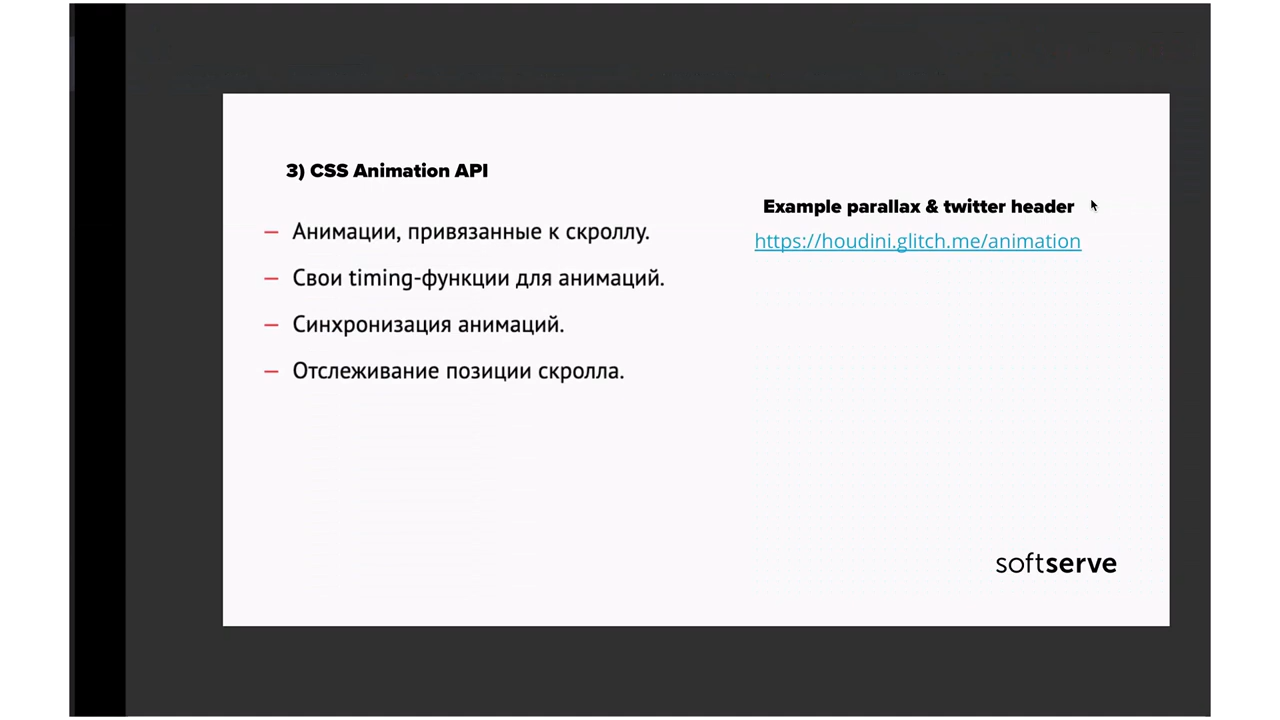 3) CSS Animation API
— Анимации, привязанные к скроллу.
— Свои timing-функции для анимаций.
— Синхронизация анимаций.
— Отслеживание позиции скролла.
Example parallax & twitter header
https://houdini.glitch.me/animation
softserve